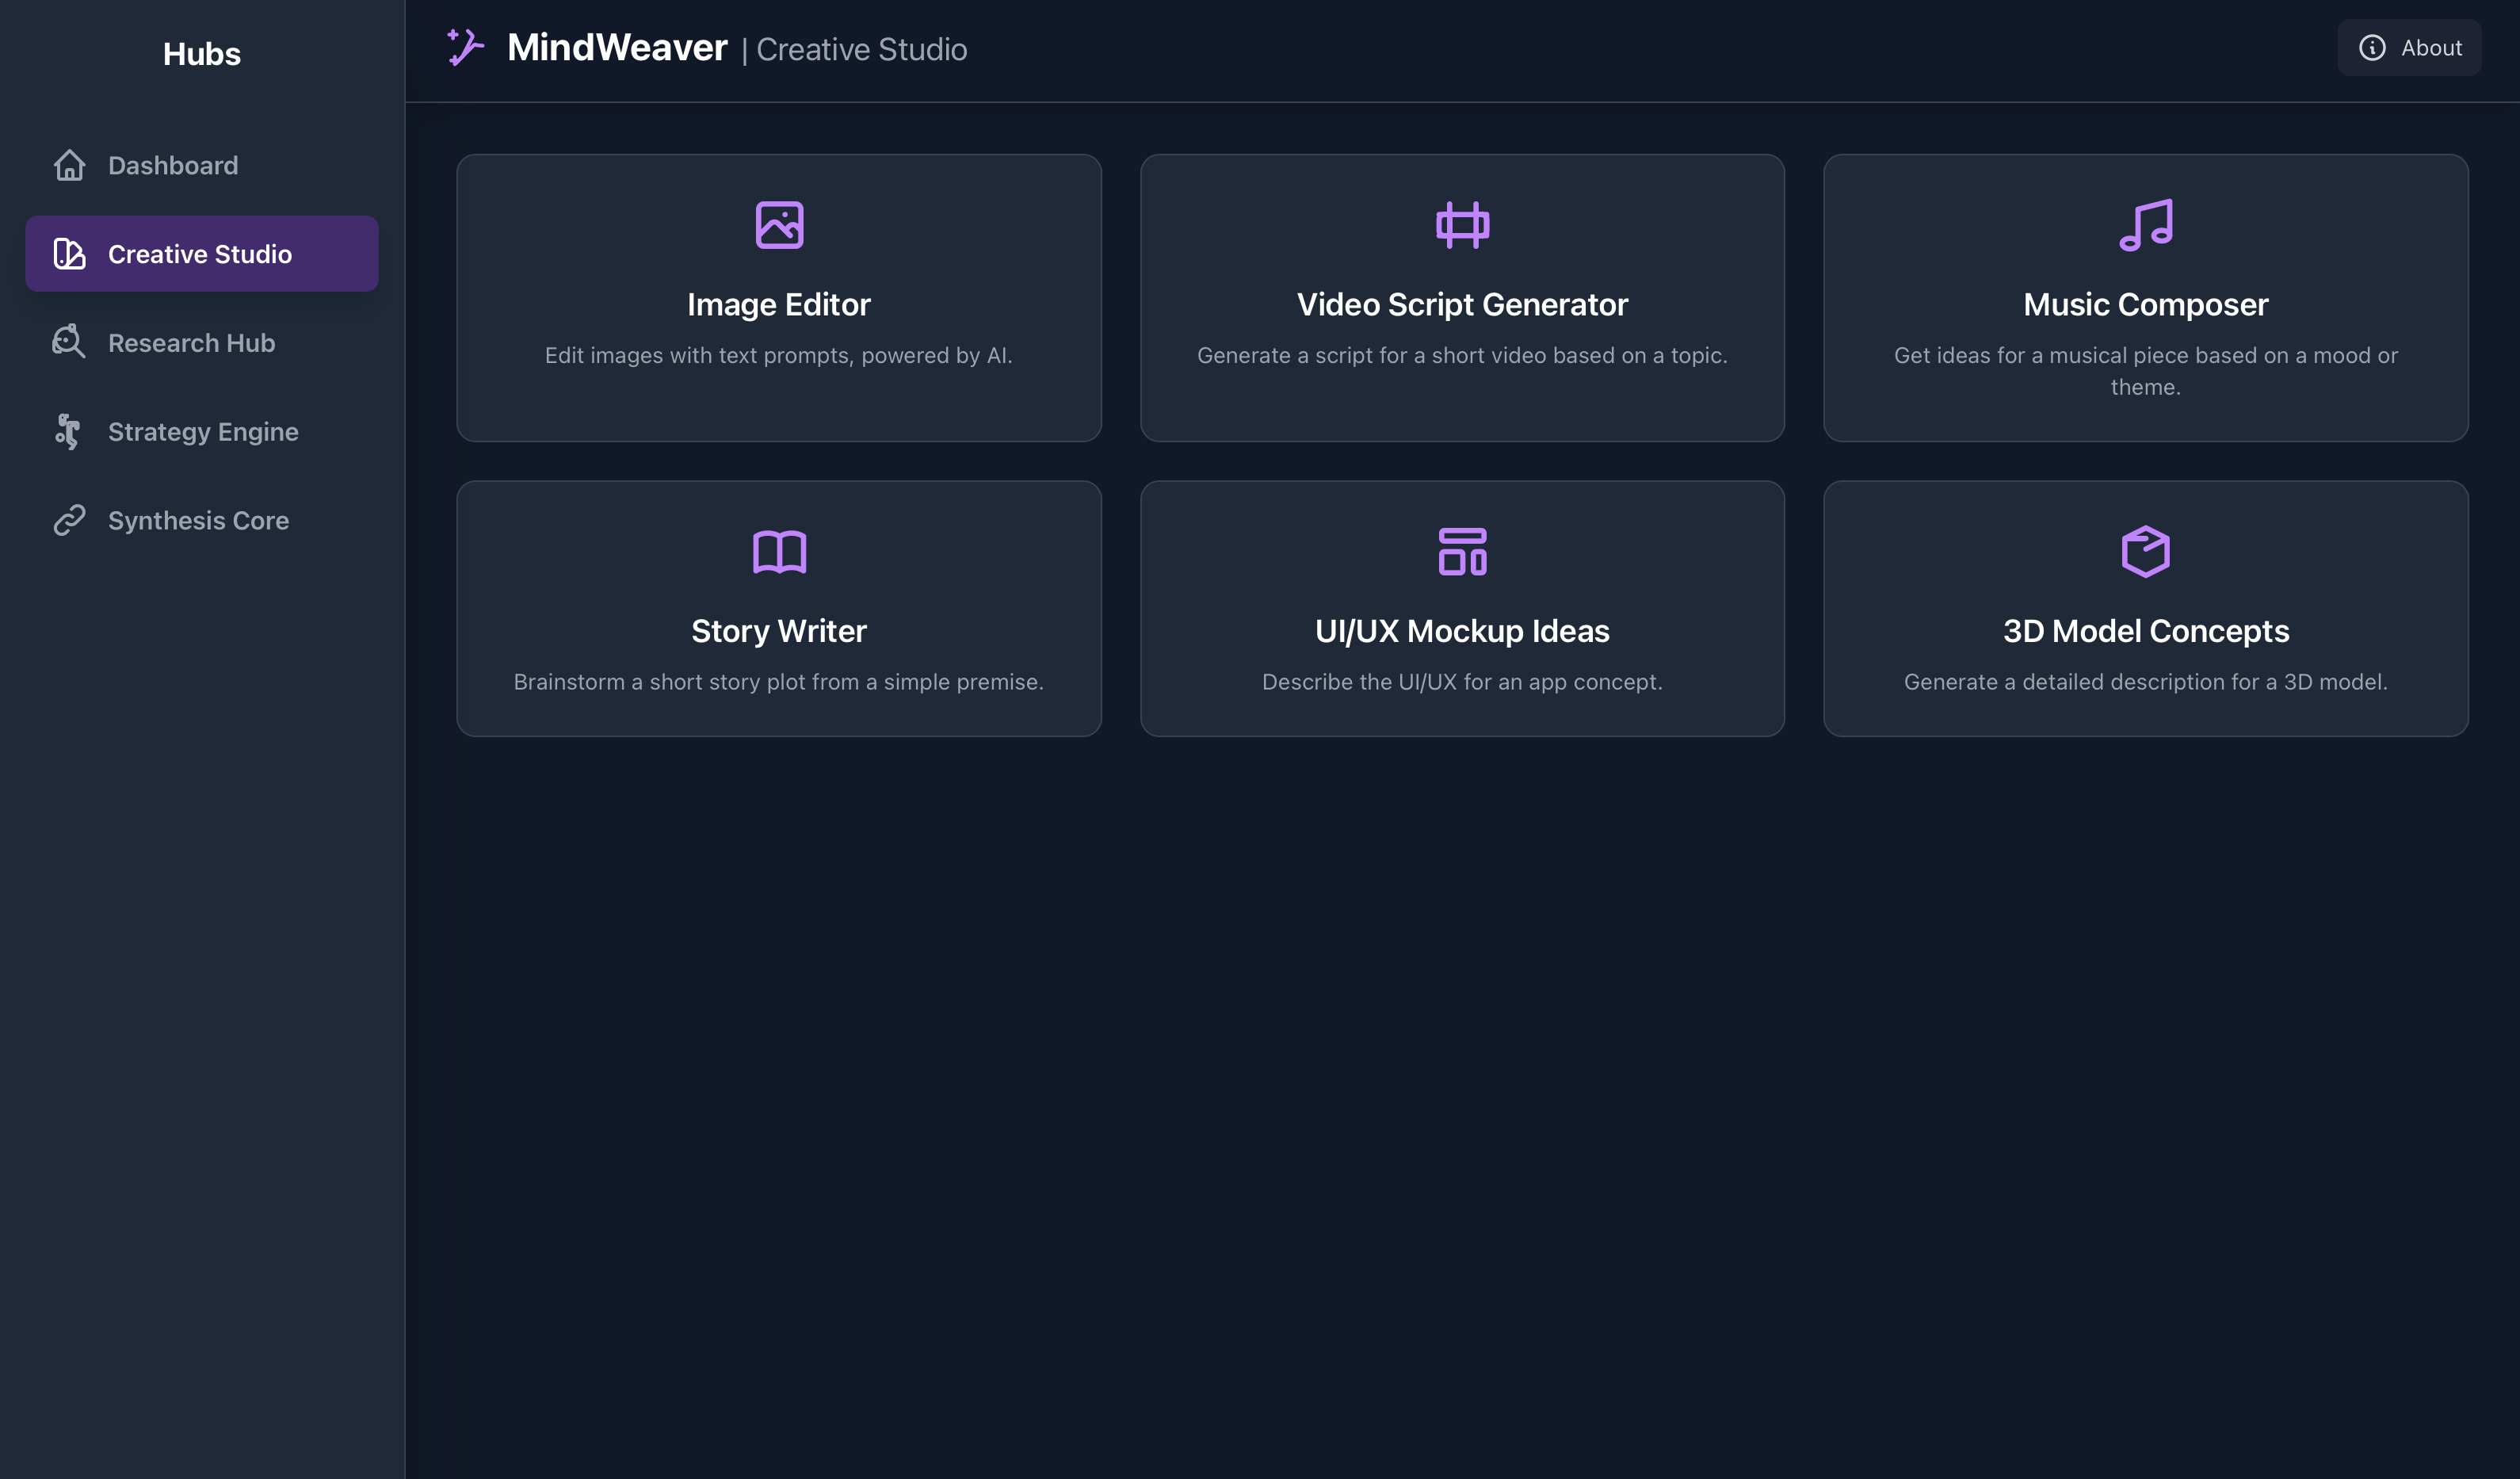 Hubs
Dashboard
Creative Studio
Research Hub
Strategy Engine
Synthesis Core
MindWeaver | Creative Studio
About
Image Editor
Edit images with text prompts, powered by AI.
Video Script Generator
Generate a script for a short video based on a topic.
Music Composer
Get ideas for a musical piece based on a mood or
theme.
Story Writer
Brainstorm a short story plot from a simple premise.
UI/UX Mockup Ideas
Describe the UI/UX for an app concept.
3D Model Concepts
Generate a detailed description for a 3D model.